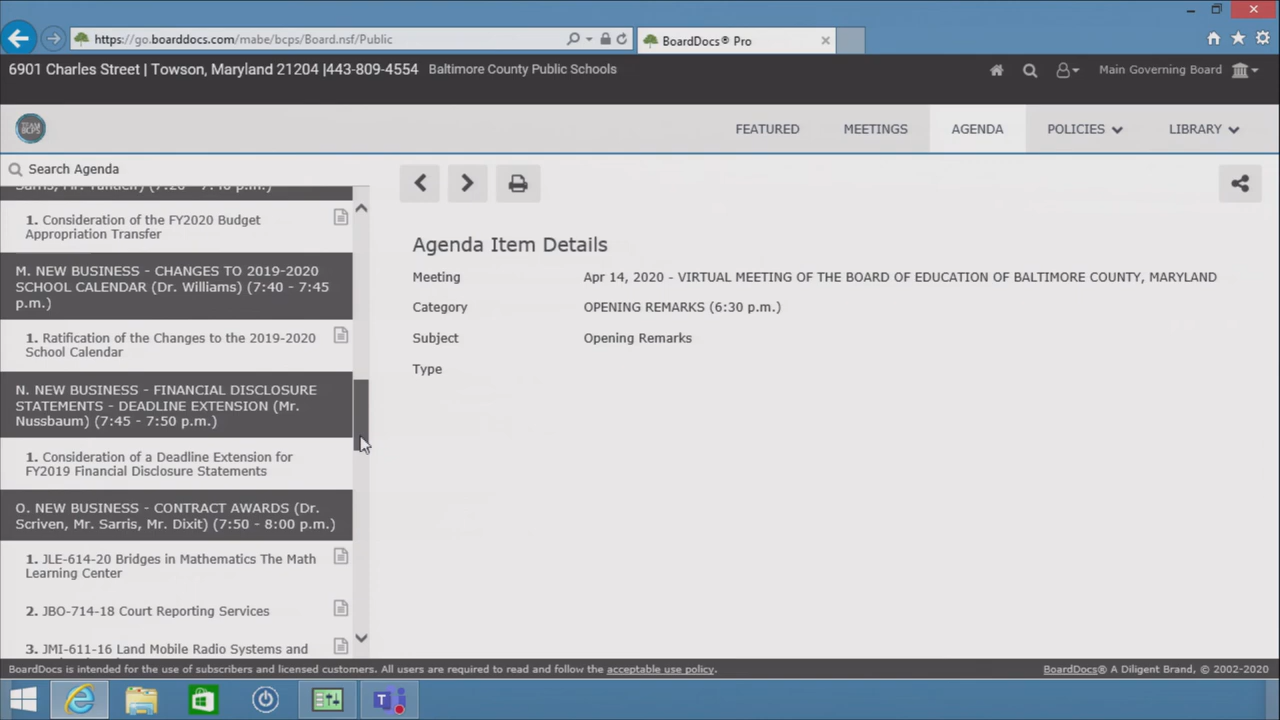 https://go.boarddocs.com/mabe/bcps/Board.nsf/Public
BoardDocs® Pro
6901 Charles Street | Towson, Maryland 21204 |443-809-4554
Baltimore County Public Schools
Main Governing Board
TEAM
BCPS
FEATURED
MEETINGS
AGENDA
POLICIES
LIBRARY
Search Agenda
1. Consideration of the FY2020 Budget
Appropriation Transfer
M. NEW BUSINESS - CHANGES TO 2019-2020
SCHOOL CALENDAR (Dr. Williams) (7:40 - 7:45
p.m.)
1. Ratification of the Changes to the 2019-2020
School Calendar
N. NEW BUSINESS - FINANCIAL DISCLOSURE
STATEMENTS - DEADLINE EXTENSION (Mr.
Nussbaum) (7:45 - 7:50 p.m.)
1. Consideration of a Deadline Extension for
FY2019 Financial Disclosure Statements
O. NEW BUSINESS - CONTRACT AWARDS (Dr.
Scriven, Mr. Sarris, Mr. Dixit) (7:50 - 8:00 p.m.)
1. JLE-614-20 Bridges in Mathematics The Math
Learning Center
2. JBO-714-18 Court Reporting Services
3. JMI-611-16 Land Mobile Radio Systems and
Agenda Item Details
Meeting
Apr 14, 2020 - VIRTUAL MEETING OF THE BOARD OF EDUCATION OF BALTIMORE COUNTY, MARYLAND
Category
OPENING REMARKS (6:30 p.m.)
Subject
Opening Remarks
Type
BoardDocs is intended for the use of subscribers and licensed customers. All users are required to read and follow the acceptable use policy.
BoardDocs® A Diligent Brand, © 2002-2020